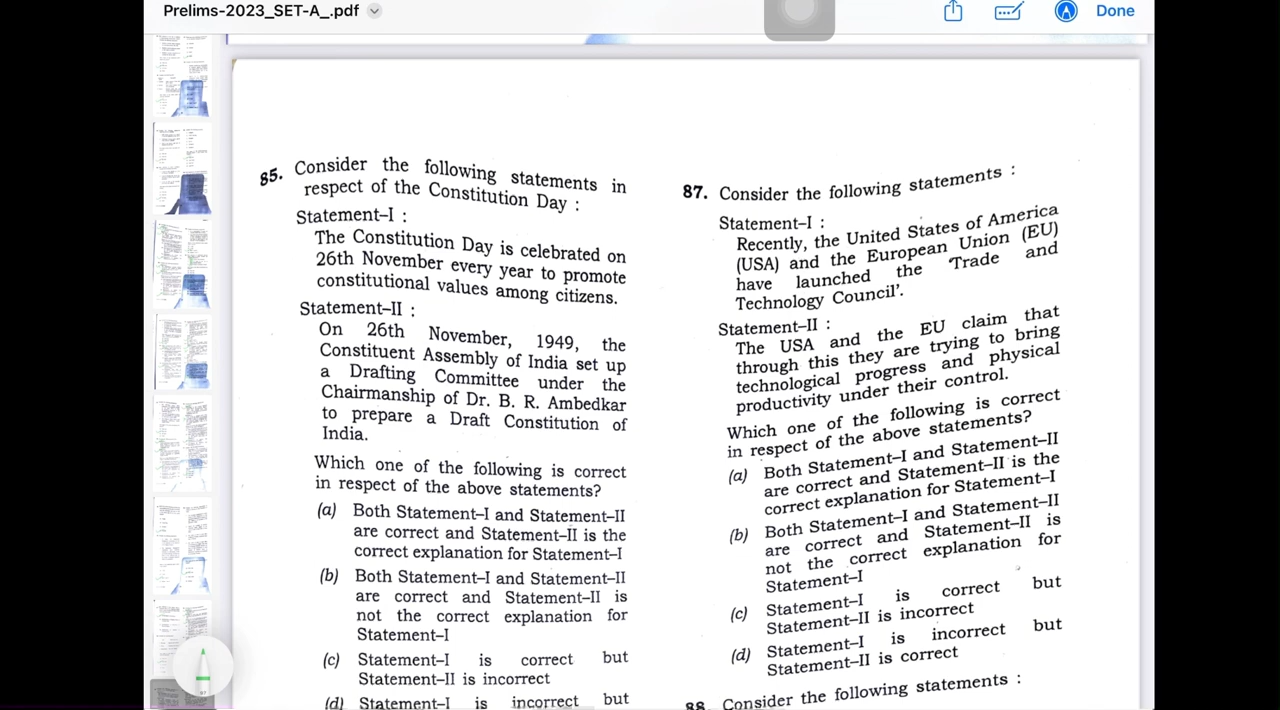 Prelims-2023_SET-A_.pdf
Done
85. Consider the following statements in
respect of the Constitution Day :
Statement-I :
The Constitution Day is celebrated on
26th November every year to promote
constitutional values among citizens.
Statement-II :
On 26th November, 1949, the
Constituent Assembly of India set up
a Drafting Committee under the
Chairmanship of Dr. B. R. Ambedkar
to prepare a Draft Constitution of
India.
Which one of the following is correct
in respect of the above statements?
(a) Both Statement-I and Statement-II
are correct and Statement-II is the
correct explanation for Statement-I
(b) Both Statement-I and Statement-II
are correct and Statement-II is
not the correct explanation for
Statement-I
(c) Statement-I is correct but
Statement-II is incorrect
Statement-I is incorrect but
87. Consider the following statements :
Statement-I :
Recently, the United States of America
(USA) and the European Union (EU)
have launched the 'Trade and
Technology Council'.
Statement-II :
The USA and the EU claim that
through this they are trying to bring
technological progress and physical
productivity under their control.
Which one of the following is correct
in respect of the above statements?
(a) Both Statement-I and Statement-II
are correct and Statement-II is the
correct explanation for Statement-I
(b) Both Statement-I and Statement-II
are correct and Statement-II is
not the correct explanation for
Statement-I
(c) Statement-I is correct but
Statement-II is incorrect
(d) Statement-I is incorrect but
Statement-II is correct
88. Consider the following statements :
97